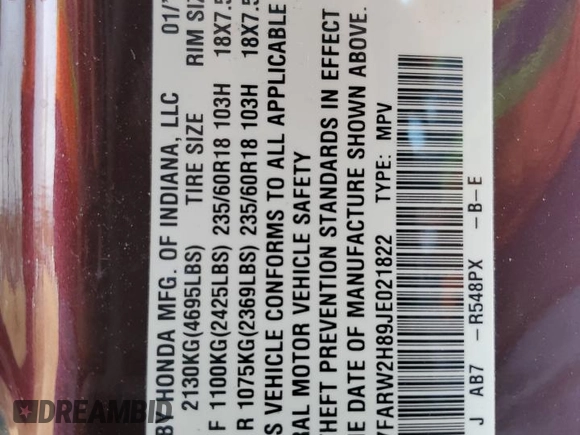 BY HONDA MFG. OF INDIANA, LLC 01/
2130KG(4695LBS) TIRE SIZE RIM SIZ
F 1100KG(2425LBS) 235/60R18 103H 18X7.5
R 1075KG(2369LBS) 235/60R18 103H 18X7.5
S VEHICLE CONFORMS TO ALL APPLICABLE
RAL MOTOR VEHICLE SAFETY
HEFT PREVENTION STANDARDS IN EFFECT
HE DATE OF MANUFACTURE SHOWN ABOVE.
7FARW2H89JE021822 TYPE: MPV
J AB7 -R548PX -B-E
DREAMBID